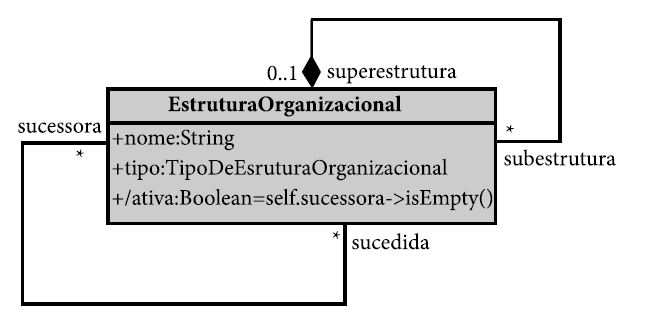 0..1
superestrutura
EstruturaOrganizacional
sucessora
*
+nome:String
*
subestrutura
+tipo:TipoDeEsruturaOrganizacional
+/ativa:Boolean=self.sucessora->isEmpty()
*
sucedida